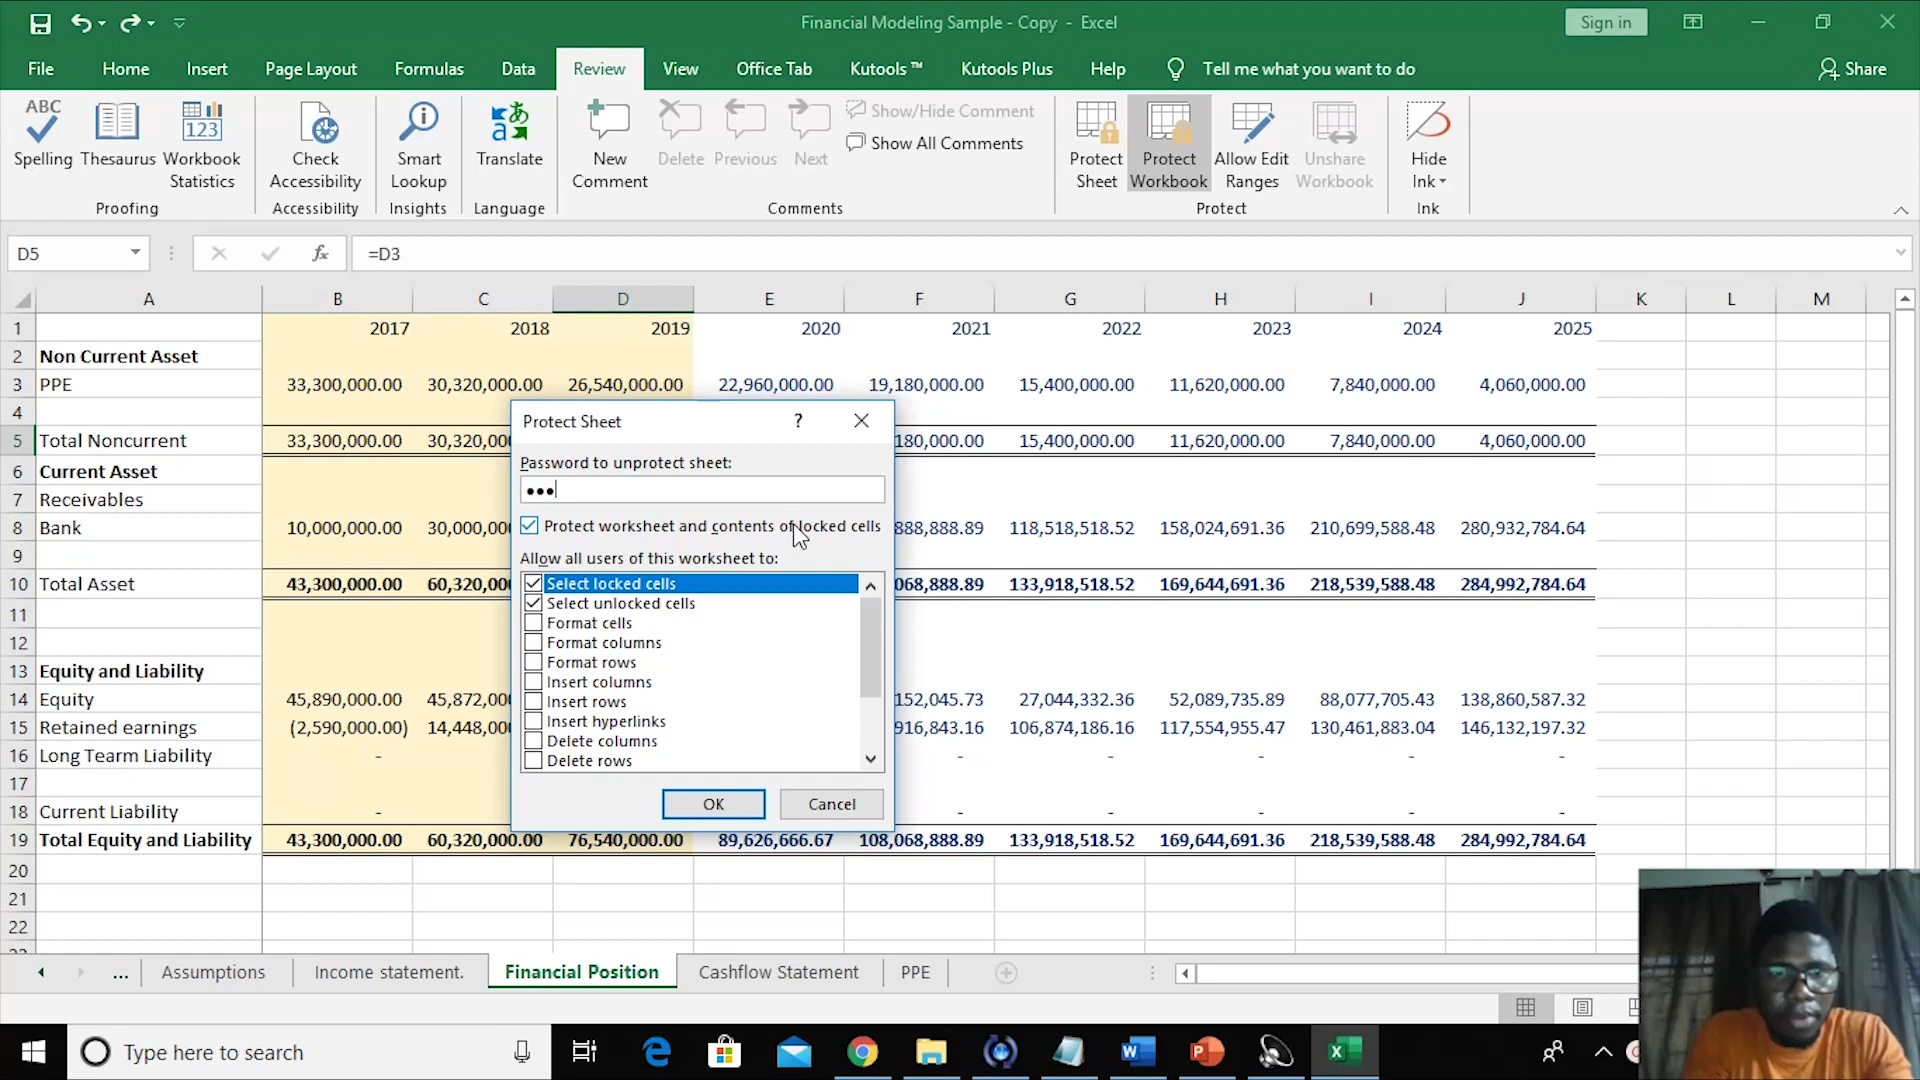 Financial Modeling Sample - Copy - Excel
Sign in
File Home Insert Page Layout Formulas Data Review View Office Tab Kutools ™ Kutools Plus Help Tell me what you want to do Share
ABC
Spelling
Thesaurus
123
Workbook
Statistics
Proofing
Check
Accessibility
Accessibility
Smart
Lookup
Insights
Translate
Language
New
Comment
Delete
Previous
Next
Show/Hide Comment
Show All Comments
Comments
Protect
Sheet
Protect
Workbook
Allow Edit
Ranges
Unshare
Workbook
Protect
Hide
Ink
Ink
D5 fx =D3
A B C D E F G H I J K L M
1 2017 2018 2019 2020 2021 2022 2023 2024 2025
2 Non Current Asset
3 PPE 33,300,000.00 30,320,000.00 26,540,000.00 22,960,000.00 19,180,000.00 15,400,000.00 11,620,000.00 7,840,000.00 4,060,000.00
4
5 Total Noncurrent 33,300,000.00 30,320,00 180,000.00 15,400,000.00 11,620,000.00 7,840,000.00 4,060,000.00
6 Current Asset
7 Receivables
8 Bank 10,000,000.00 30,000,00 888,888.89 118,518,518.52 158,024,691.36 210,699,588.48 280,932,784.64
9
10 Total Asset 43,300,000.00 60,320,00 068,888.89 133,918,518.52 169,644,691.36 218,539,588.48 284,992,784.64
11
12
13 Equity and Liability
14 Equity 45,890,000.00 45,872,00 152,045.73 27,044,332.36 52,089,735.89 88,077,705.43 138,860,587.32
15 Retained earnings (2,590,000.00) 14,448,00 916,843.16 106,874,186.16 117,554,955.47 130,461,883.04 146,132,197.32
16 Long Tearm Liability - - - - - -
17
18 Current Liability - - - - - -
19 Total Equity and Liability 43,300,000.00 60,320,000.00 76,540,000.00 89,626,666.67 108,068,888.89 133,918,518.52 169,644,691.36 218,539,588.48 284,992,784.64
20
21
22
Protect Sheet ?
Password to unprotect sheet:
●●●
Protect worksheet and contents of locked cells
Allow all users of this worksheet to:
Select locked cells
Select unlocked cells
Format cells
Format columns
Format rows
Insert columns
Insert rows
Insert hyperlinks
Delete columns
Delete rows
OK Cancel
... Assumptions Income statement. Financial Position Cashflow Statement PPE
Type here to search